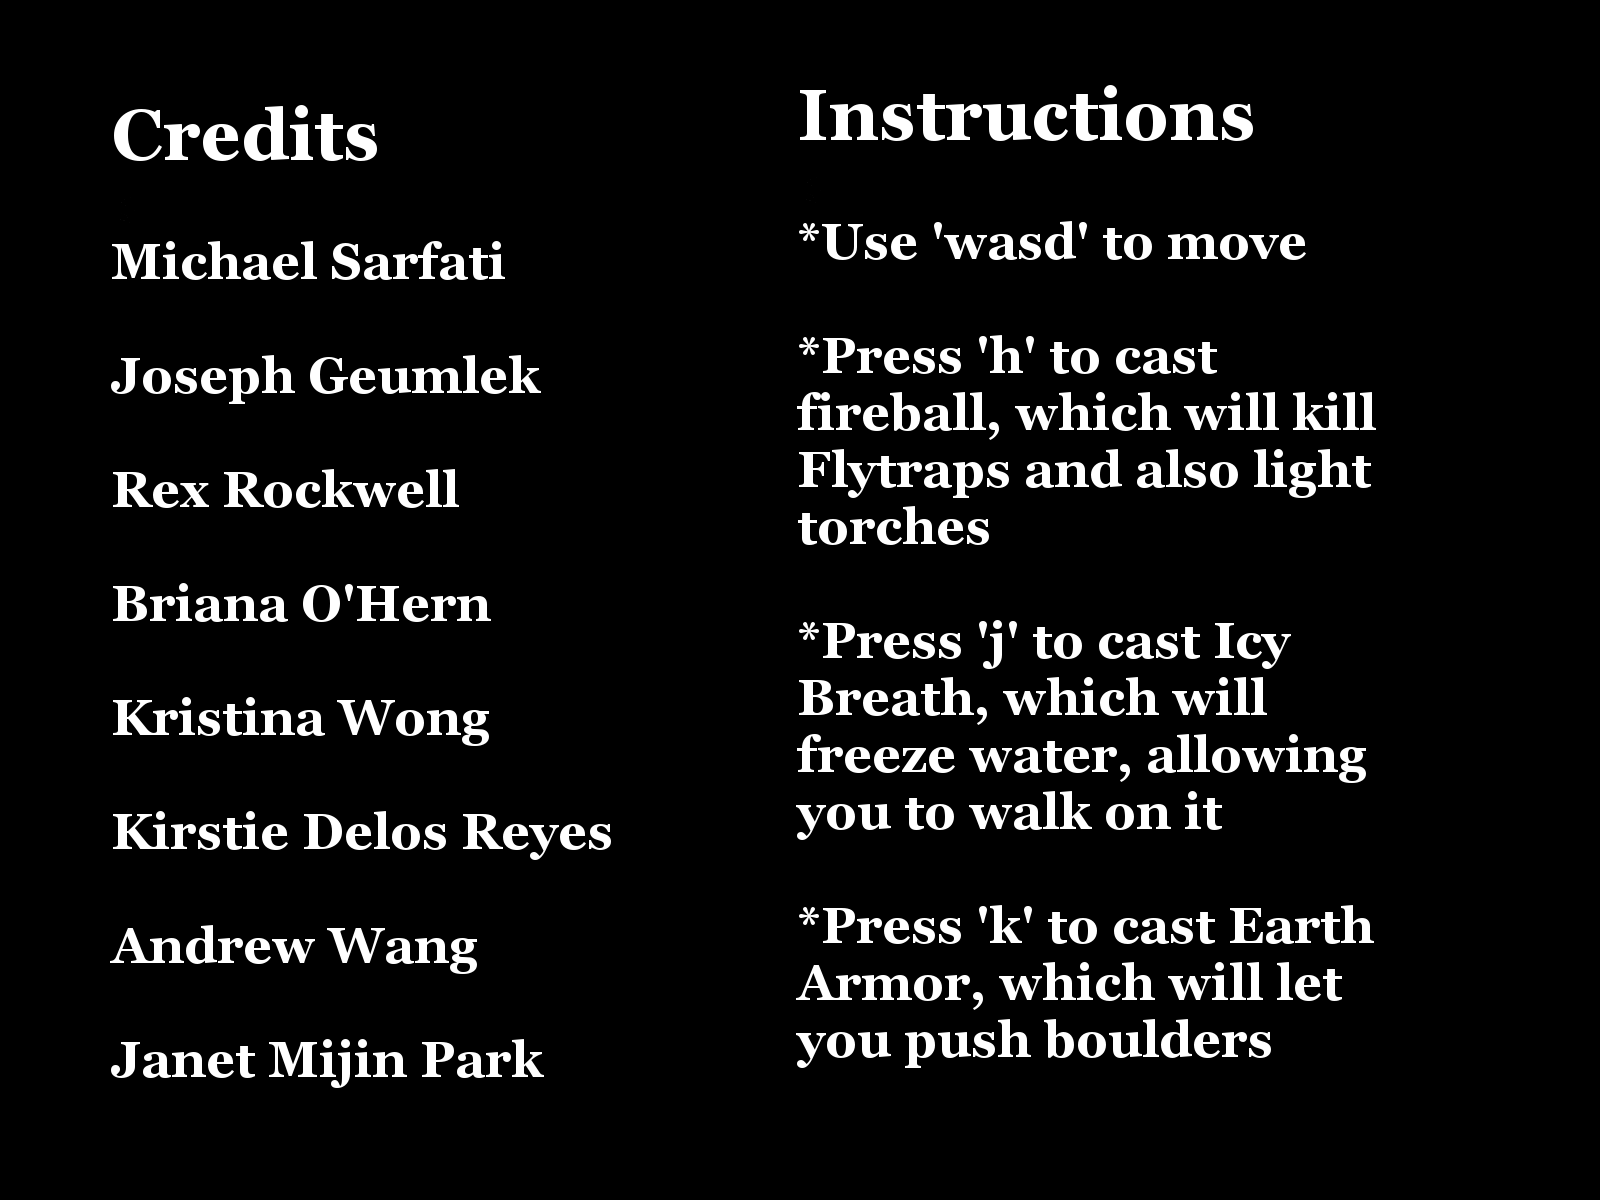 Credits
Michael Sarfati
Joseph Geumlek
Rex Rockwell
Briana O'Hern
Kristina Wong
Kirstie Delos Reyes
Andrew Wang
Janet Mijin Park
Instructions
*Use 'wasd' to move
*Press 'h' to cast
fireball, which will kill
Flytraps and also light
torches
*Press 'j' to cast Icy
Breath, which will
freeze water, allowing
you to walk on it
*Press 'k' to cast Earth
Armor, which will let
you push boulders